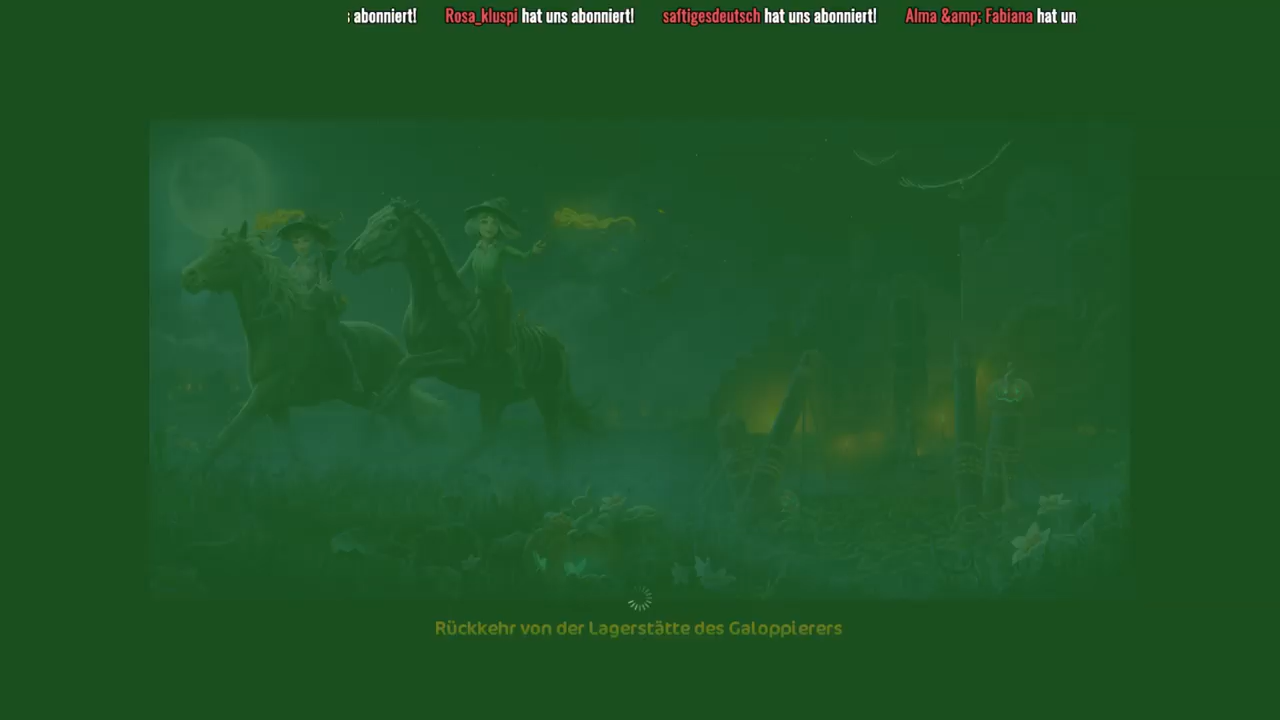 abonniert! Rosa_kluspi hat uns abonniert! saftigesdeutsch hat uns abonniert! Alma &amp; Fabiana hat un
Rückkehr von der Lagerstätte des Galoppierers